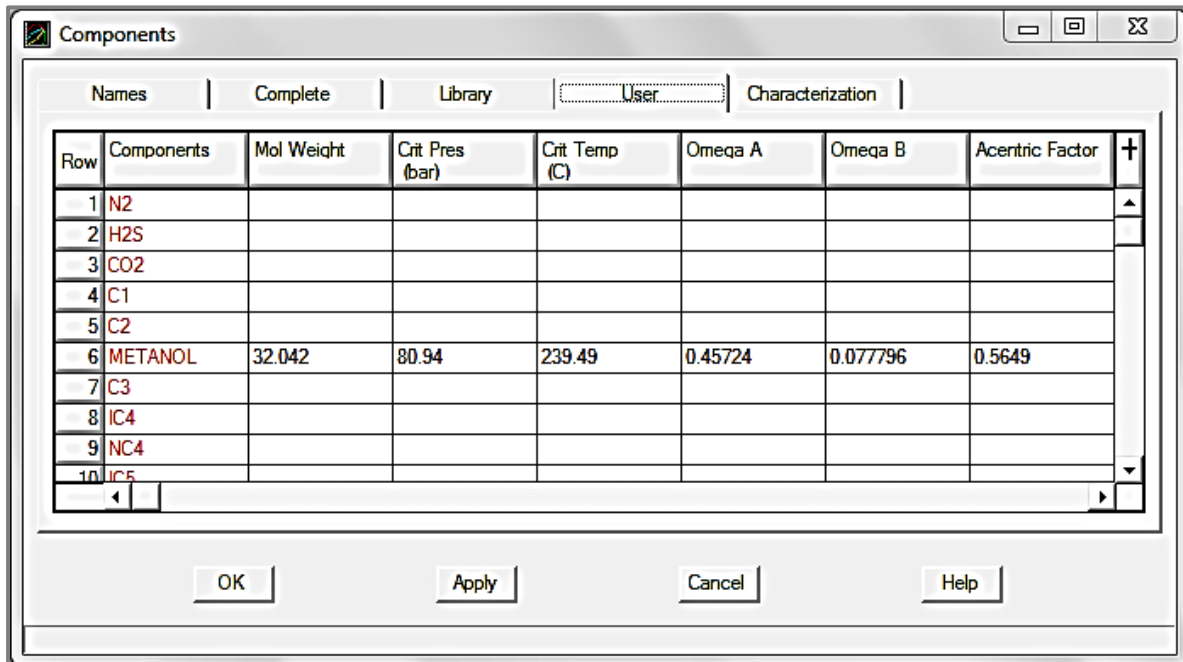 Components
Names Complete Library User Characterization
Row Components Mol Weight Crit Pres (bar) Crit Temp (C) Omega A Omega B Acentric Factor +
1 N2
2 H2S
3 CO2
4 C1
5 C2
6 METANOL 32.042 80.94 239.49 0.45724 0.077796 0.5649
7 C3
8 IC4
9 NC4
10 IC5
OK Apply Cancel Help